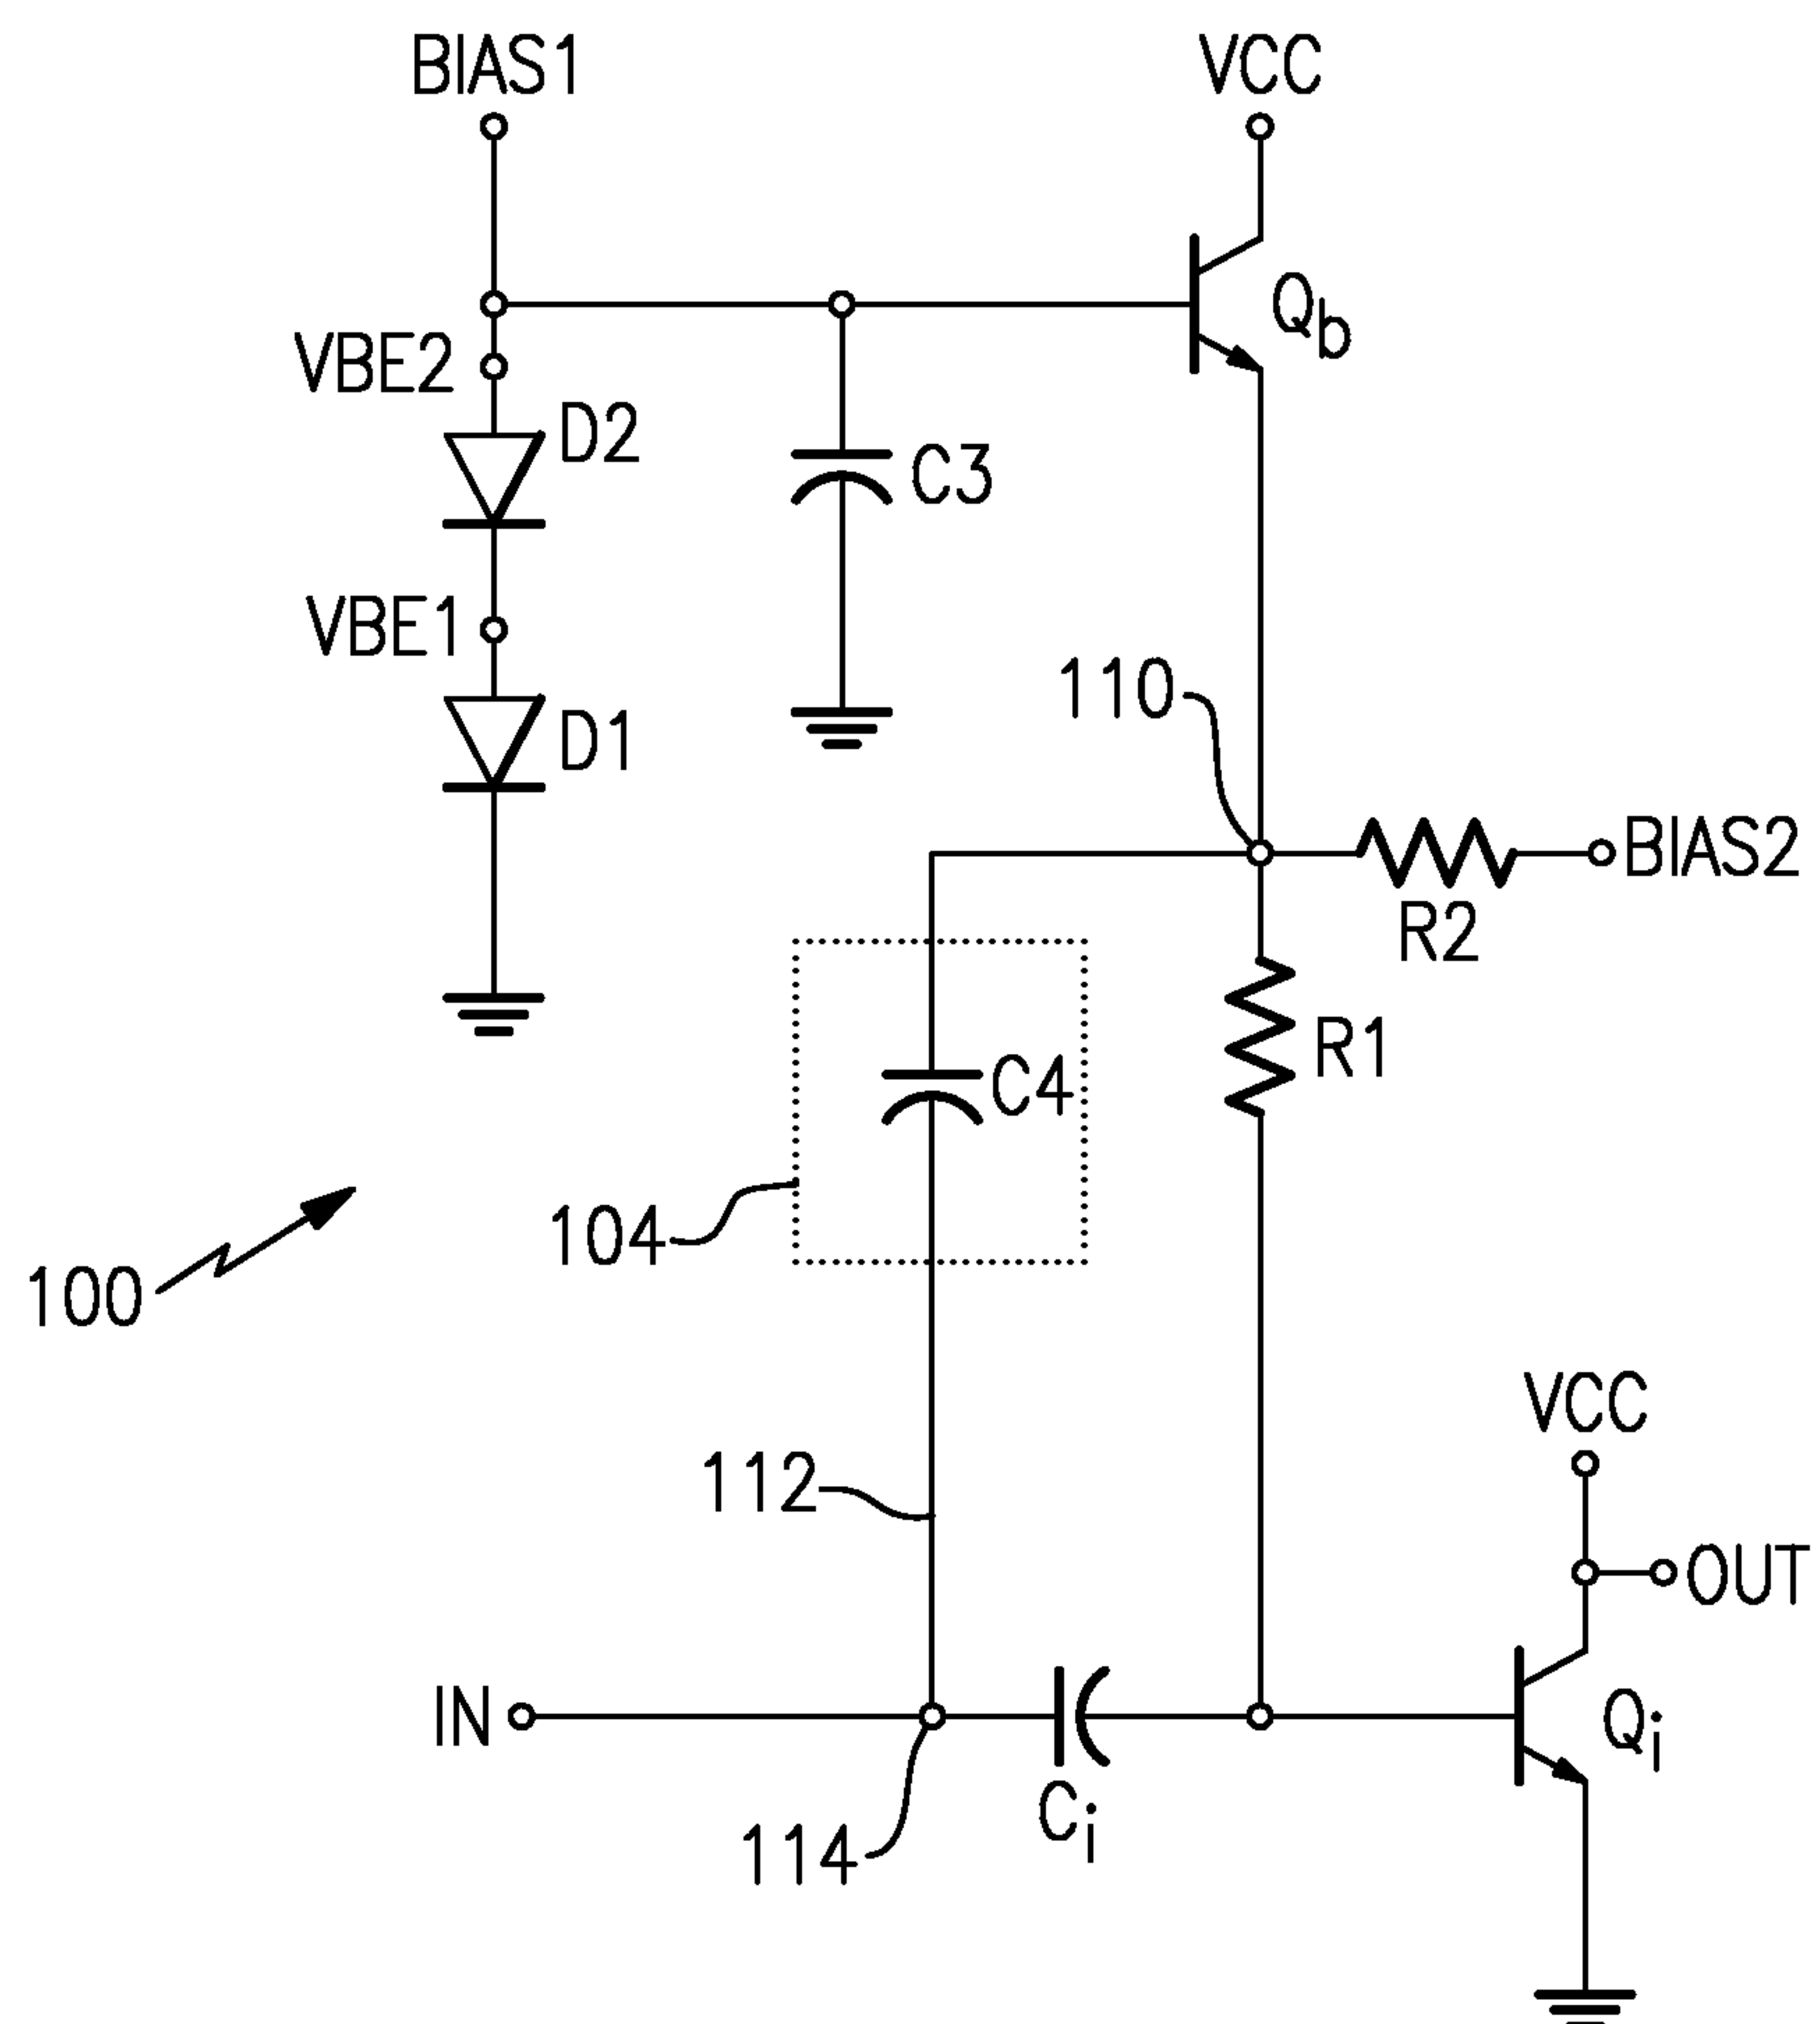 BIAS1
VCC
Qb
VBE2
D2
C3
VBE1
D1
110
BIAS2
R2
R1
C4
104
100
VCC
112
OUT
IN
Qi
Ci
114